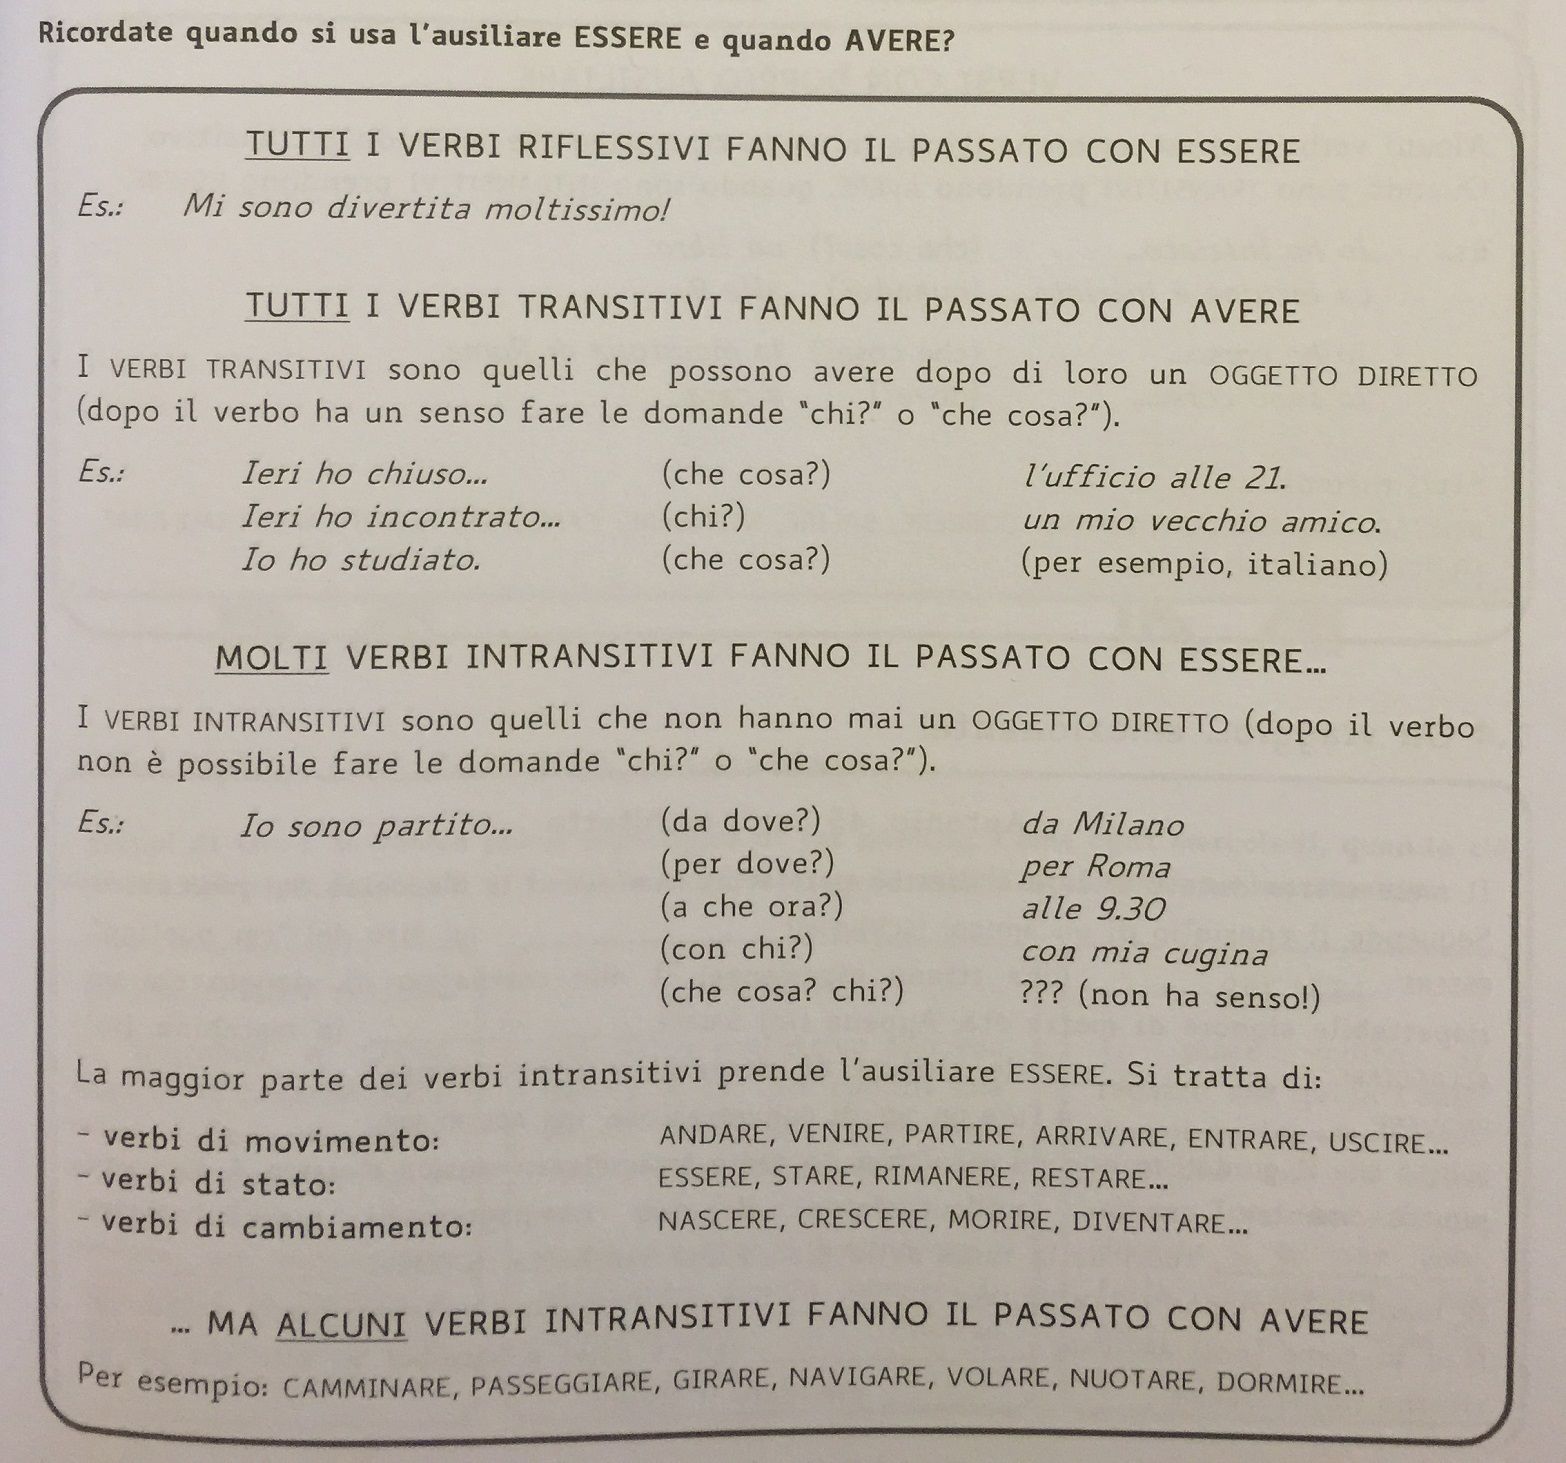 Ricordate quando si usa l'ausiliare ESSERE e quando AVERE?
TUTTI I VERBI RIFLESSIVI FANNO IL PASSATO CON ESSERE
Es.: Mi sono divertita moltissimo!
TUTTI I VERBI TRANSITIVI FANNO IL PASSATO CON AVERE
I VERBI TRANSITIVI sono quelli che possono avere dopo di loro un OGGETTO DIRETTO
(dopo il verbo ha un senso fare le domande "chi?" o "che cosa?").
Es.: Ieri ho chiuso... (che cosa?) l'ufficio alle 21.
Ieri ho incontrato... (chi?) un mio vecchio amico.
Io ho studiato. (che cosa?) (per esempio, italiano)
MOLTI VERBI INTRANSITIVI FANNO IL PASSATO CON ESSERE...
I VERBI INTRANSITIVI sono quelli che non hanno mai un OGGETTO DIRETTO (dopo il verbo
non è possibile fare le domande "chi?" o "che cosa?").
Es.: Io sono partito... (da dove?) da Milano
(per dove?) per Roma
(a che ora?) alle 9.30
(con chi?) con mia cugina
(che cosa? chi?) ??? (non ha senso!)
La maggior parte dei verbi intransitivi prende l'ausiliare ESSERE. Si tratta di:
- verbi di movimento: ANDARE, VENIRE, PARTIRE, ARRIVARE, ENTRARE, USCIRE...
- verbi di stato: ESSERE, STARE, RIMANERE, RESTARE...
- verbi di cambiamento: NASCERE, CRESCERE, MORIRE, DIVENTARE...
... MA ALCUNI VERBI INTRANSITIVI FANNO IL PASSATO CON AVERE
Per esempio: CAMMINARE, PASSEGGIARE, GIRARE, NAVIGARE, VOLARE, NUOTARE, DORMIRE...